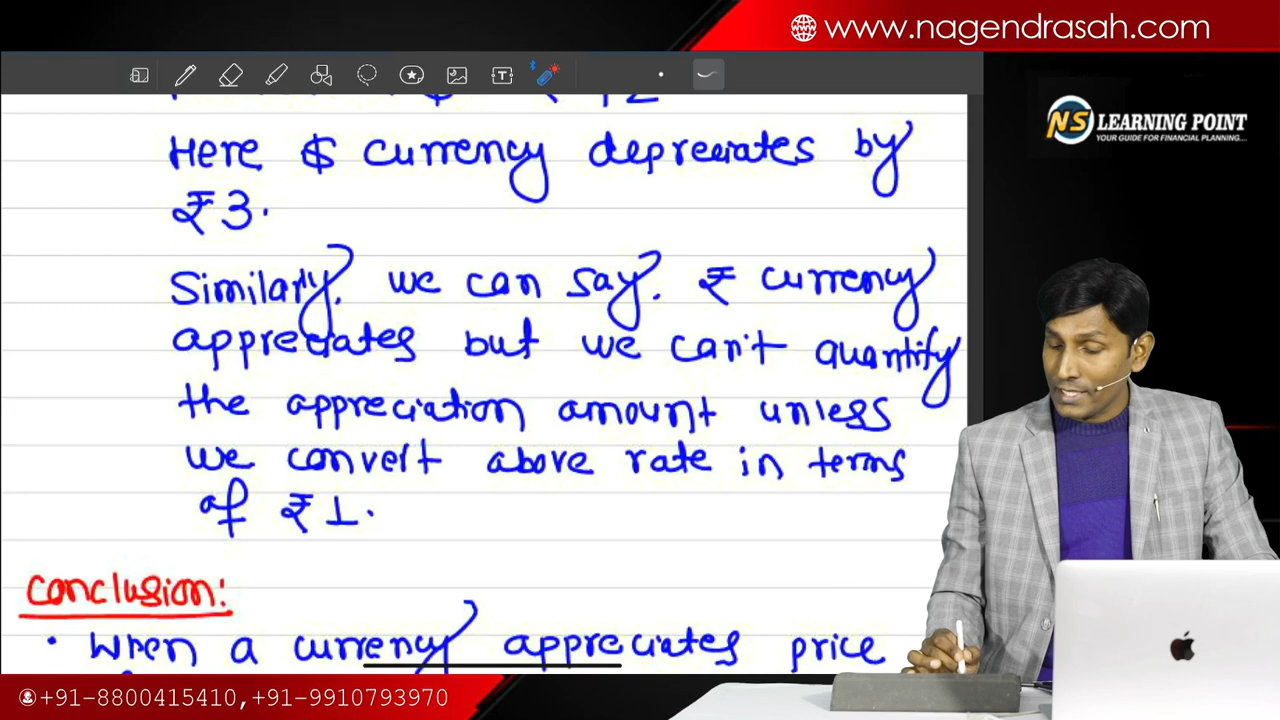 www.nagendrasah.com
NS LEARNING POINT
YOUR GUIDE FOR FINANCIAL PLANNING....
Here $ currency depreciates by
₹3.
Similarly, we can say, ₹ currency
appreciates but we can't quantify
the appreciation amount unless
we convert above rate in terms
of ₹1.
Conclusion:
• When a currency appreciates price
+91-8800415410,+91-9910793970